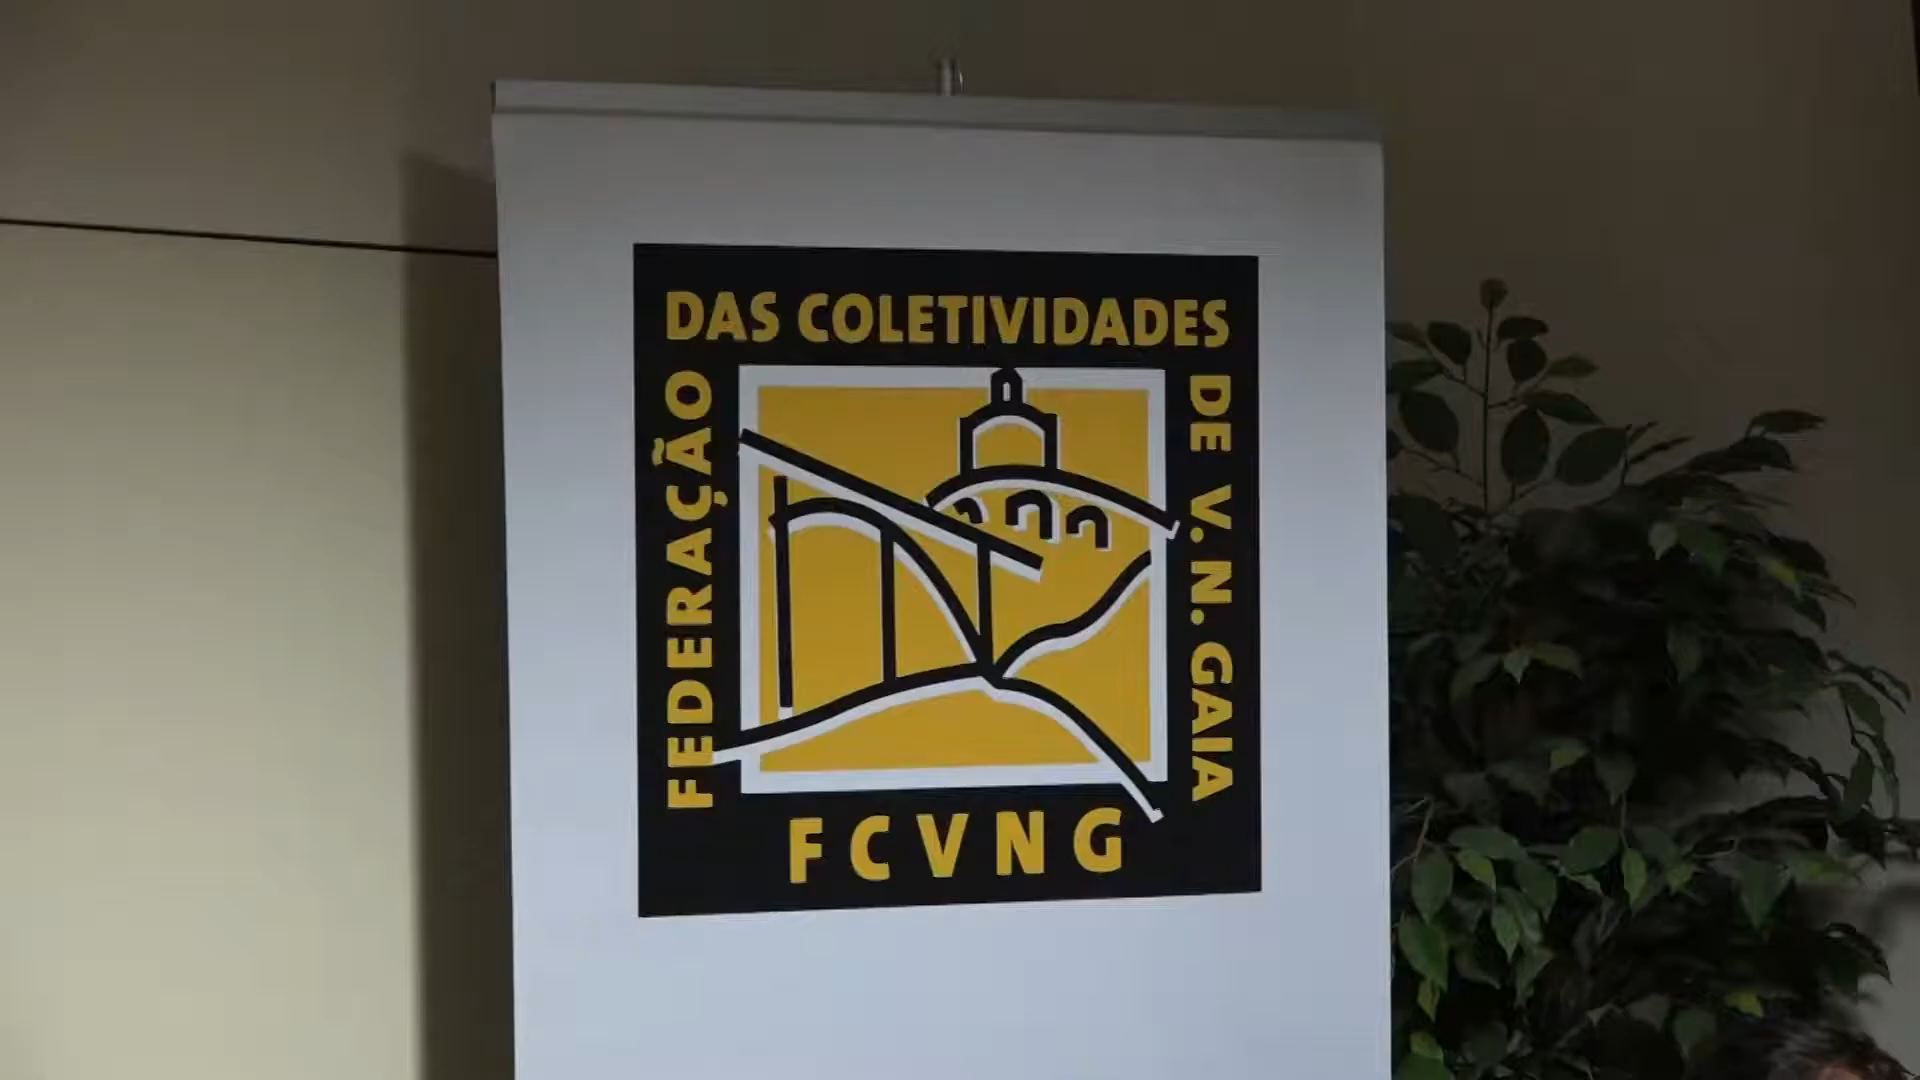 FEDERAÇÃO
DAS COLETIVIDADES
DE V. N. GAIA
FCVNG